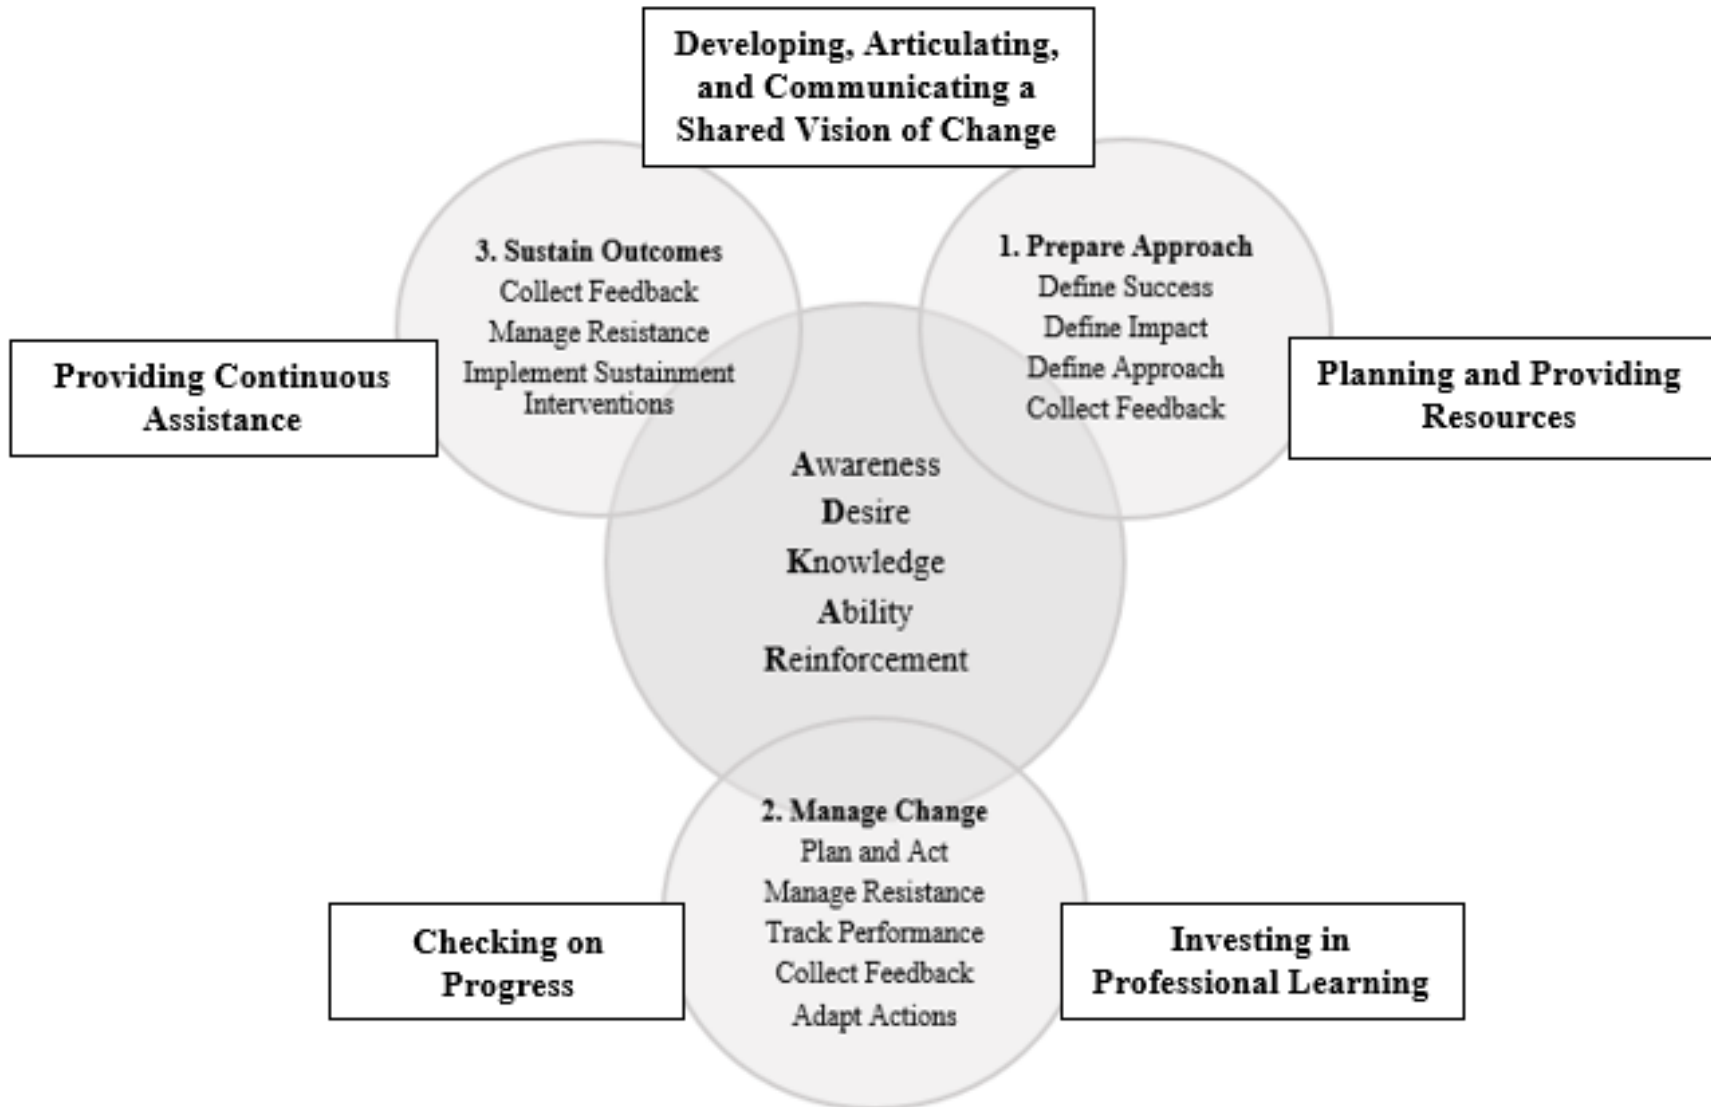 Developing, Articulating,
and Communicating a
Shared Vision of Change
3. Sustain Outcomes
Collect Feedback
Manage Resistance
Implement Sustainment
Interventions
1. Prepare Approach
Define Success
Define Impact
Define Approach
Collect Feedback
Providing Continuous
Assistance
Planning and Providing
Resources
Awareness
Desire
Knowledge
Ability
Reinforcement
2. Manage Change
Plan and Act
Manage Resistance
Track Performance
Collect Feedback
Adapt Actions
Checking on
Progress
Investing in
Professional Learning